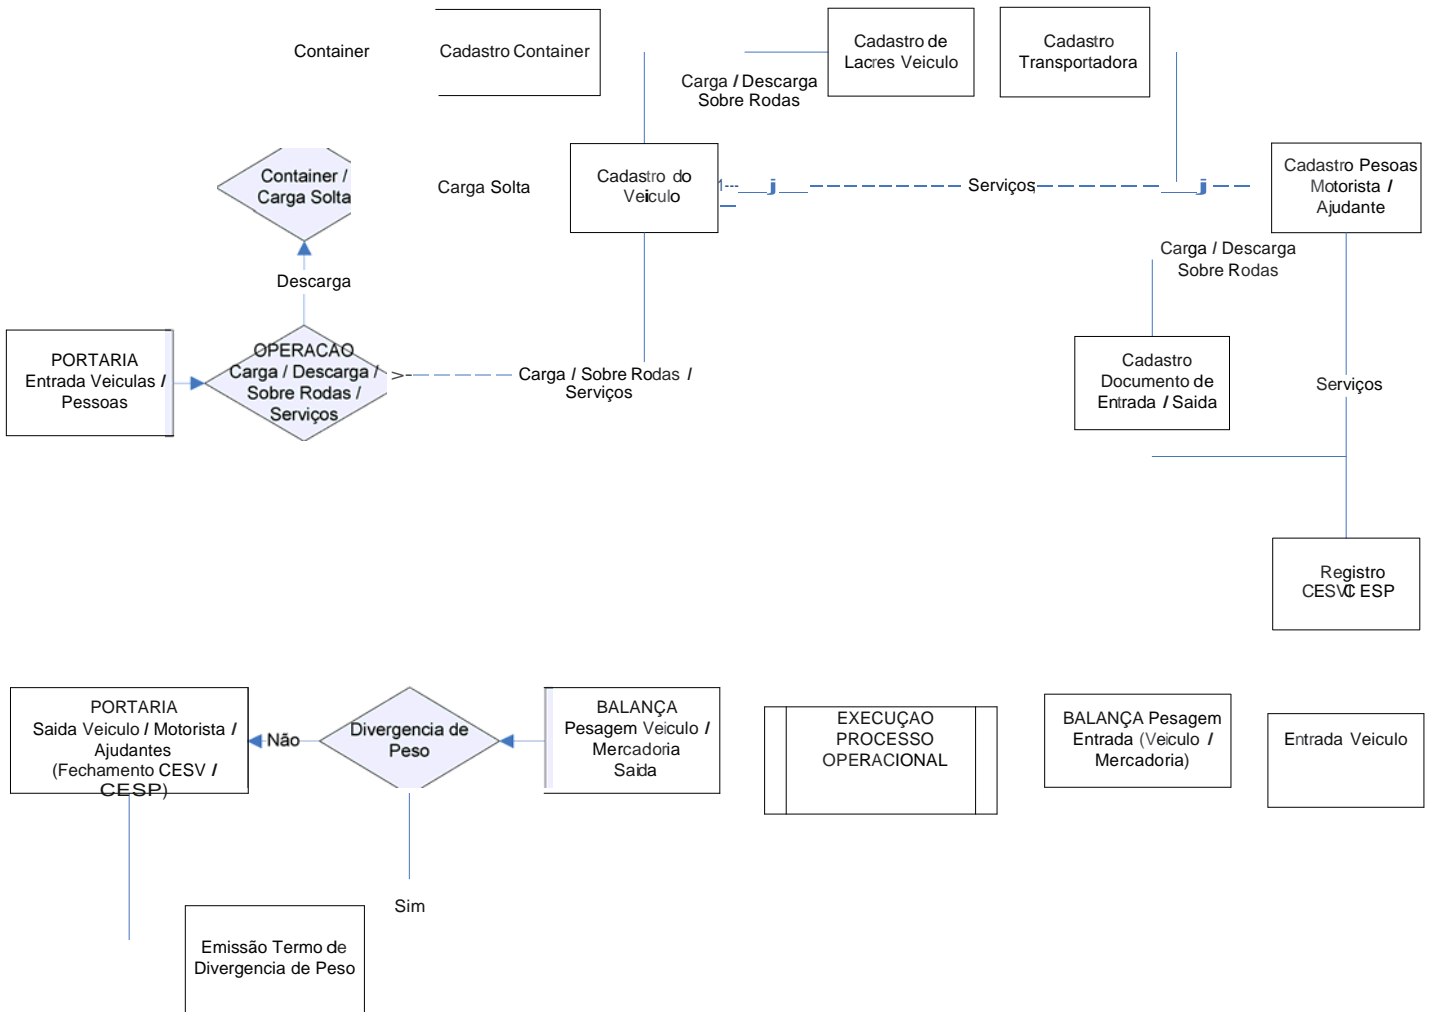 Container
Cadastro Container
Cadastro de
Lacres Veiculo
Cadastro
Transportadora
Carga / Descarga
Sobre Rodas
Container /
Carga Solta
Carga Solta
Cadastro do
Veiculo
Serviços
Cadastro Pesoas
Motorista /
Ajudante
Carga / Descarga
Sobre Rodas
Descarga
PORTARIA
Entrada Veiculas /
Pessoas
OPERACAO
Carga / Descarga /
Sobre Rodas /
Serviços
Carga / Sobre Rodas /
Serviços
Cadastro
Documento de
Entrada / Saida
Serviços
Registro
PORTARIA
Saida Veiculo / Motorista /
Ajudantes
(Fechamento CESV /
CESP)
Não
Divergencia de
Peso
BALANÇA
Pesagem Veiculo /
Mercadoria
Saida
EXECUÇAO
PROCESSO
OPERACIONAL
BALANÇA Pesagem
Entrada (Veiculo /
Mercadoria)
Entrada Veiculo
Sim
Emissão Termo de
Divergencia de Peso